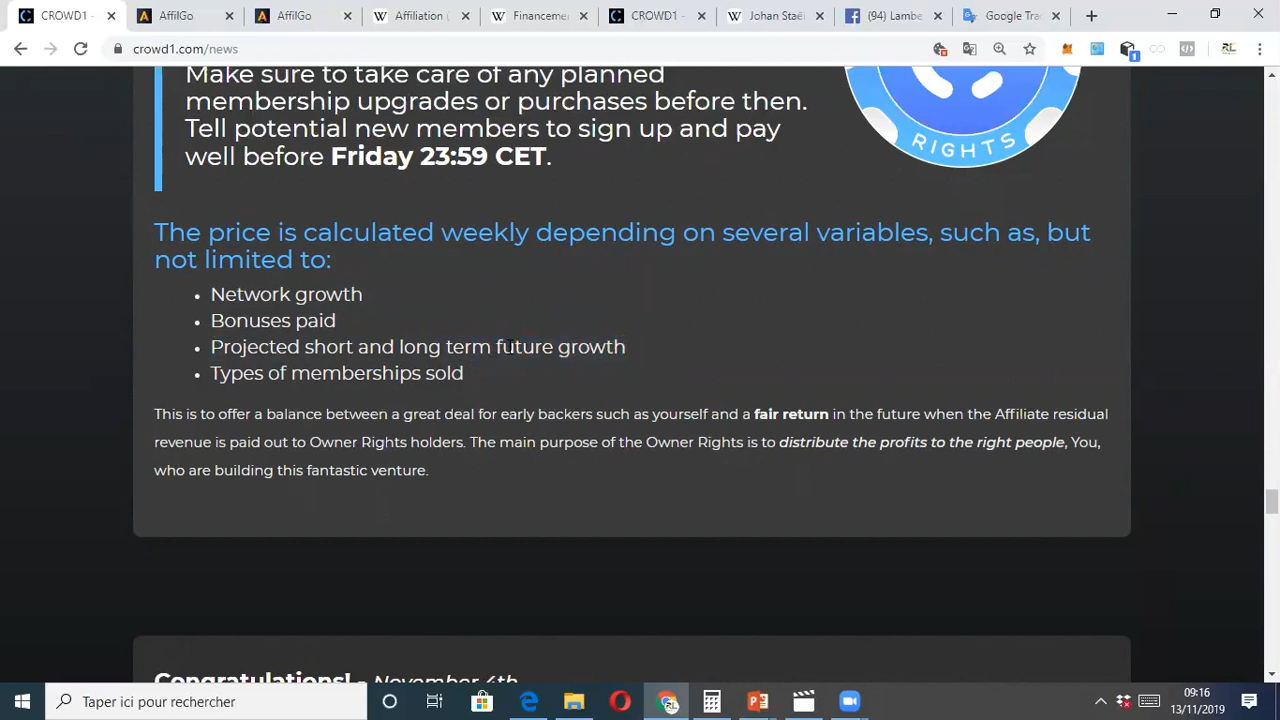 CROWD1 -
AffilGo
AffilGo
Affiliation (
Financeme
CROWD1 -
Johan Staël
(94) Lambe
Google Tra
crowd1.com/news
Make sure to take care of any planned
membership upgrades or purchases before then.
Tell potential new members to sign up and pay
well before Friday 23:59 CET.
RIGHTS
The price is calculated weekly depending on several variables, such as, but
not limited to:
• Network growth
• Bonuses paid
• Projected short and long term future growth
• Types of memberships sold
This is to offer a balance between a great deal for early backers such as yourself and a fair return in the future when the Affiliate residual
revenue is paid out to Owner Rights holders. The main purpose of the Owner Rights is to distribute the profits to the right people, You,
who are building this fantastic venture.
Congratulations! - November 4th
Taper ici pour rechercher
09:16
13/11/2019